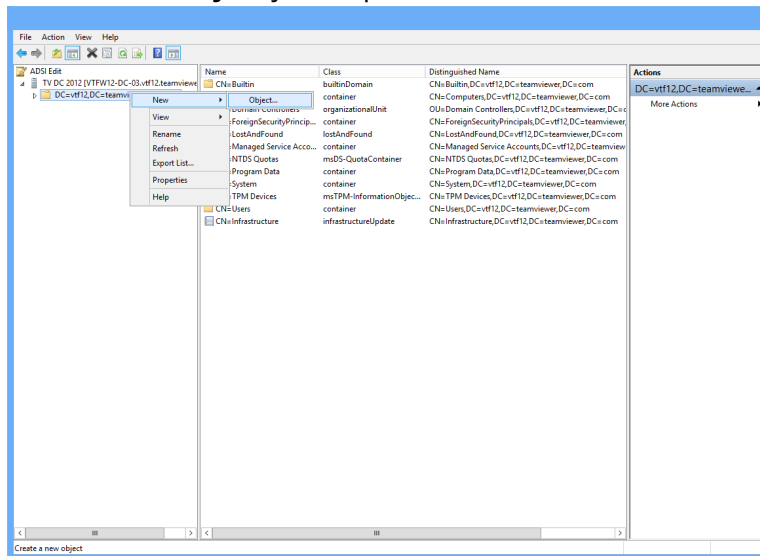 File Action View Help
ADSI Edit
TV DC 2012 [VTFW12-DC-03.vtf12.teamviewe
DC=vtf12,DC=teamvi
New
View
Rename
Refresh
Export List...
Properties
Help
Object...
Name Class Distinguished Name
CN=Builtin builtinDomain CN=Builtin,DC=vtf12,DC=teamviewer,DC=com
container CN=Computers,DC=vtf12,DC=teamviewer,DC=com
=Domain Controllers organizationalUnit OU=Domain Controllers,DC=vtf12,DC=teamviewer,DC=c
=ForeignSecurityPrincip... container CN=ForeignSecurityPrincipals,DC=vtf12,DC=teamviewer,
=LostAndFound lostAndFound CN=LostAndFound,DC=vtf12,DC=teamviewer,DC=com
=Managed Service Acco... container CN=Managed Service Accounts,DC=vtf12,DC=teamview
=NTDS Quotas msDS-QuotaContainer CN=NTDS Quotas,DC=vtf12,DC=teamviewer,DC=com
=Program Data container CN=Program Data,DC=vtf12,DC=teamviewer,DC=com
=System container CN=System,DC=vtf12,DC=teamviewer,DC=com
=TPM Devices msTPM-InformationObjec... CN=TPM Devices,DC=vtf12,DC=teamviewer,DC=com
CN=Users container CN=Users,DC=vtf12,DC=teamviewer,DC=com
CN=Infrastructure infrastructureUpdate CN=Infrastructure,DC=vtf12,DC=teamviewer,DC=com
Actions
DC=vtf12,DC=teamviewe...
More Actions
Create a new object